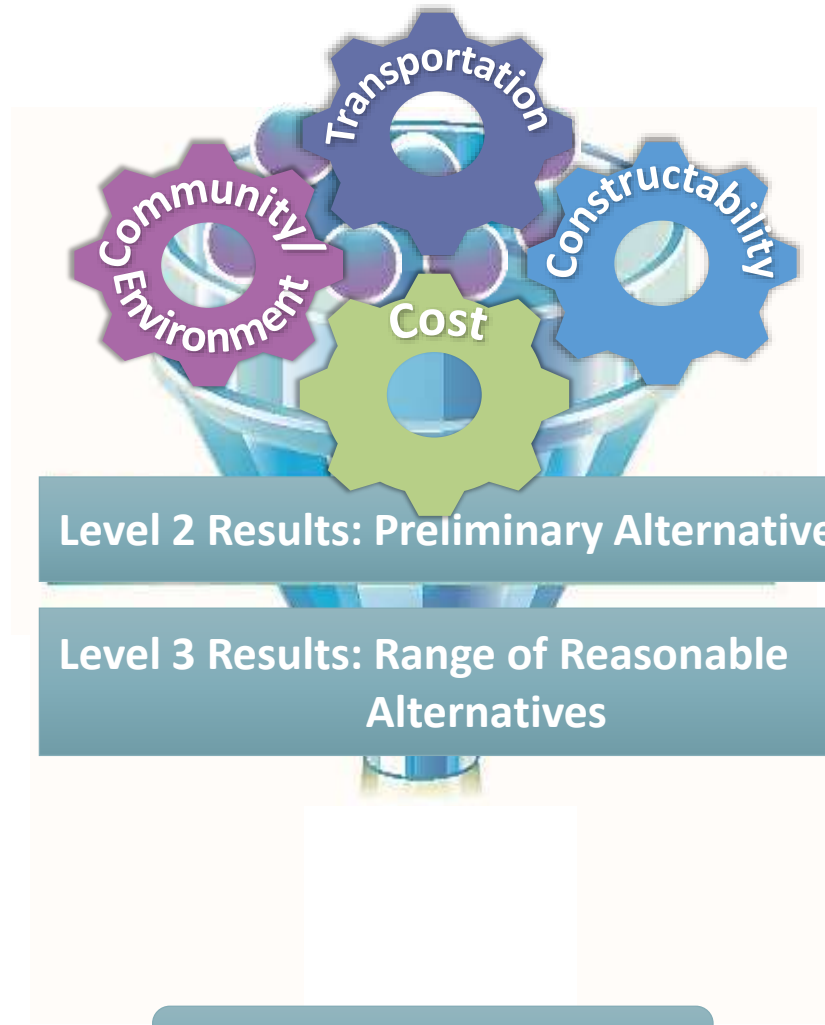 Transportation
Community/
Environment
Constructability
Cost
Level 2 Results: Preliminary Alternative
Level 3 Results: Range of Reasonable
Alternatives